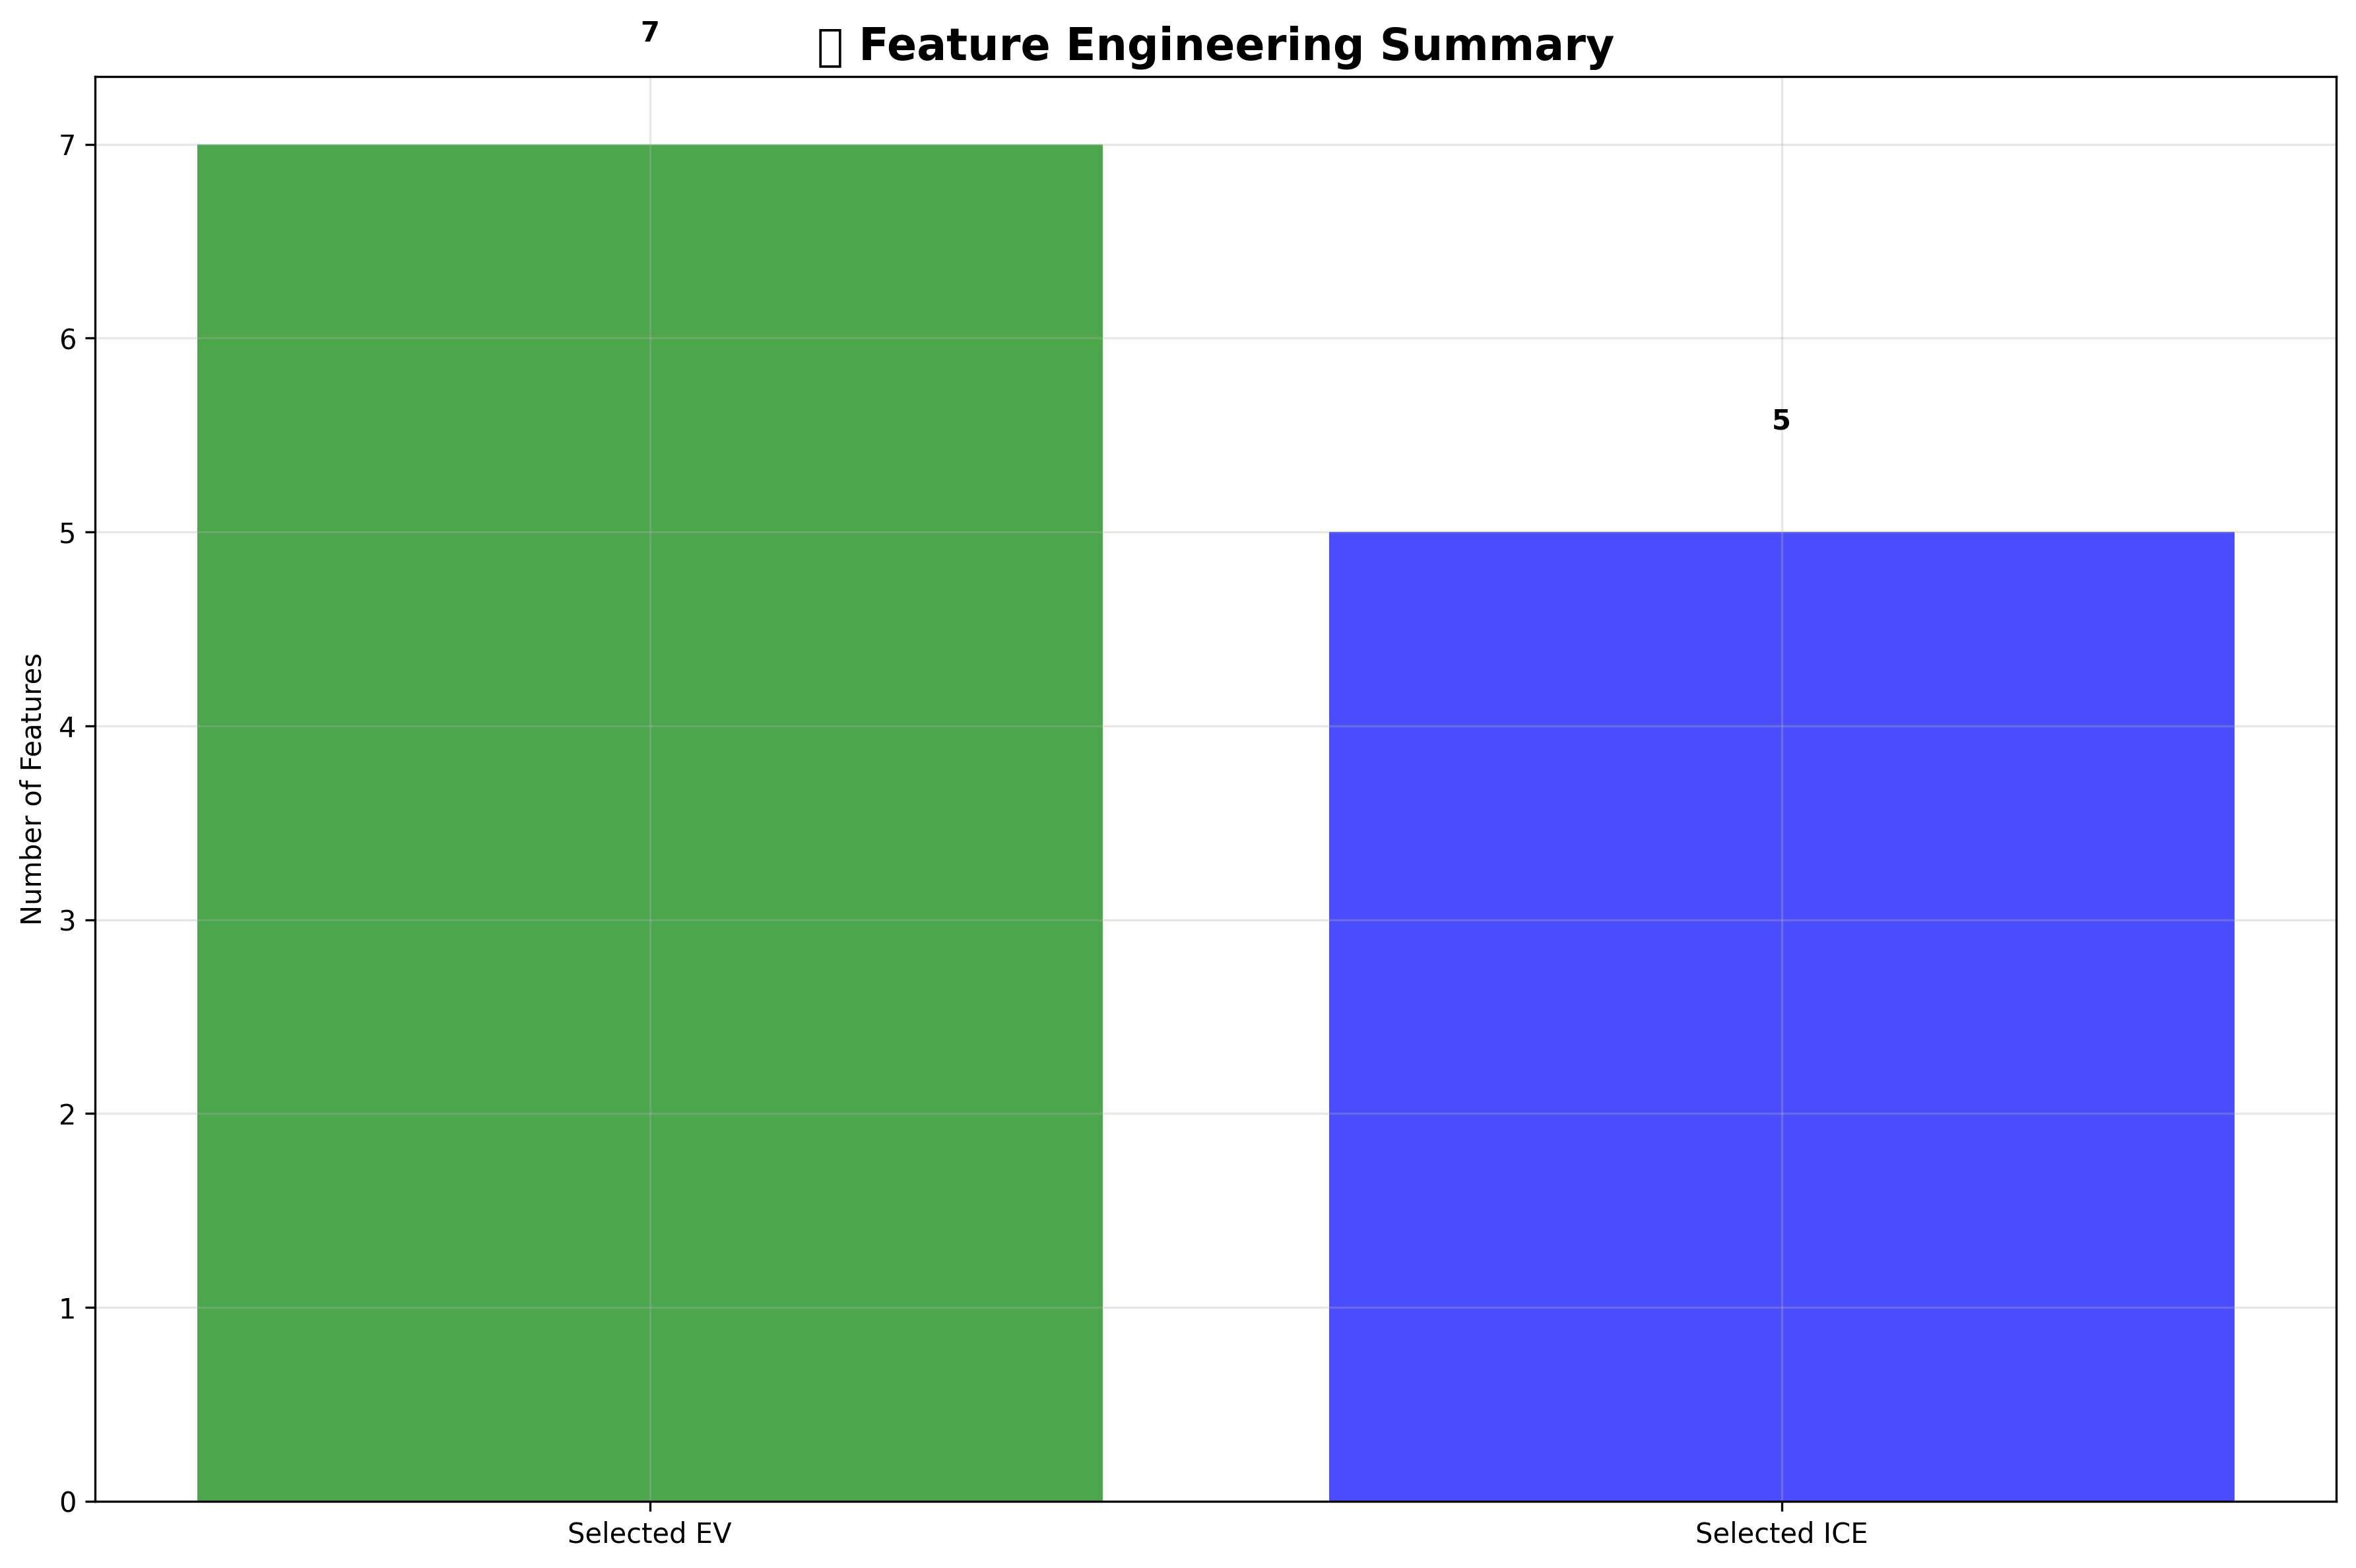 7
▯ Feature Engineering Summary
7
6
5
5
4
3
2
1
0
Number of Features
Selected EV
Selected ICE